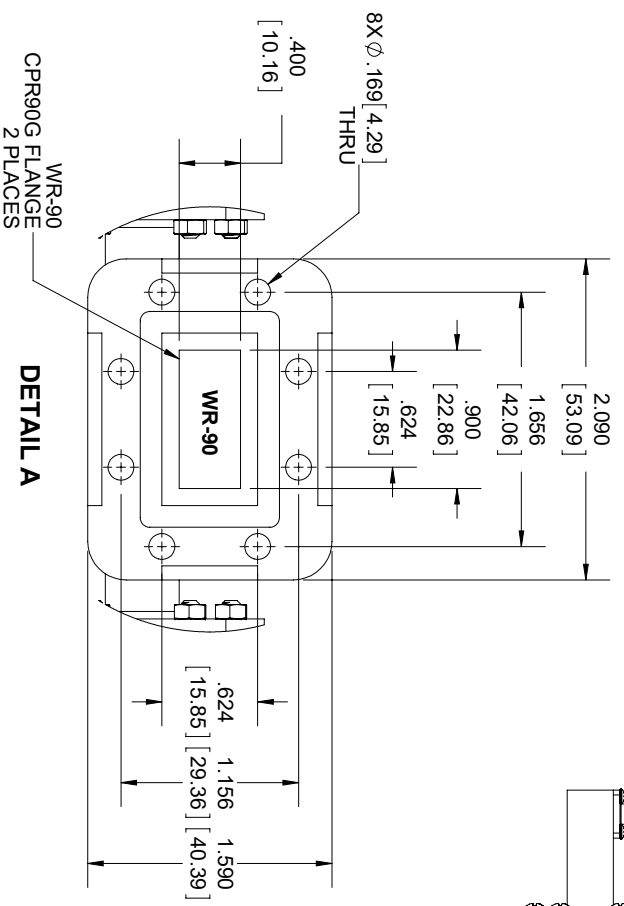 2.090
[53.09]
1.656
[42.06]
.900
[22.86]
.624
[15.85]
8X ∅.169[4.29]
THRU
.400
[10.16]
WR-90
WR-90
CPR90G FLANGE
2 PLACES
.624
[15.85]
1.156
[29.36]
1.590
[40.39]
DETAIL A